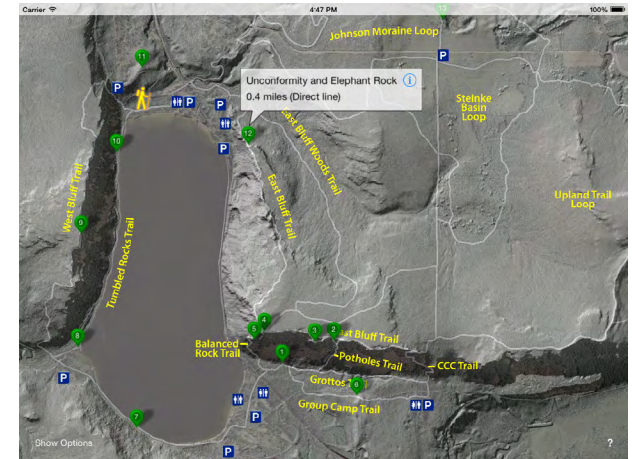 Carrier
4:47 PM
100%
13
Johnson Moraine Loop
P
11
Unconformity and Elephant Rock
0.4 miles (Direct line)
P
P
P
Steinke
Basin
Loop
East Bluff Woods Trail
12
10
P
West Bluff Trail
East Bluff Trail
Upland Trail
Loop
9
Tumbled Rocks Trail
4
5
3
2
East Bluff Trail
8
Balanced
Rock Trail
1
Potholes Trail
CCC Trail
P
Grottos Trail
6
Group Camp Trail
P
7
P
P
Show Options
?